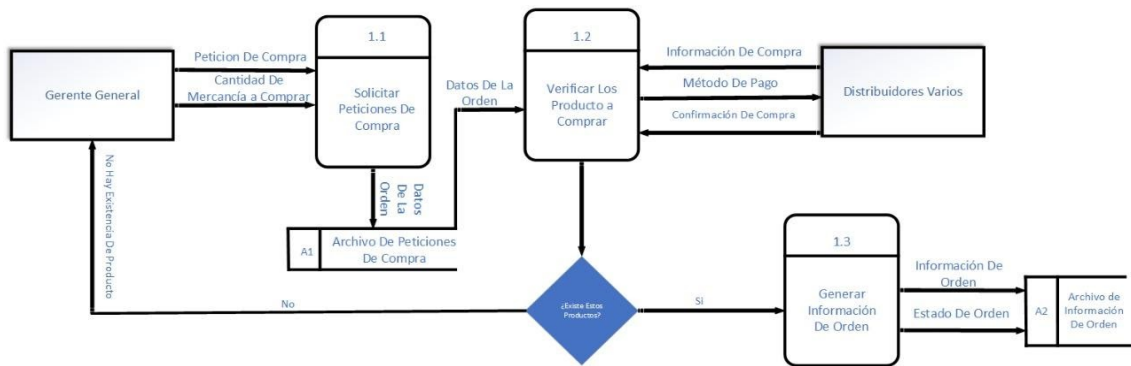 Gerente General
Peticion De Compra
Cantidad De
Mercancía a Comprar
1.1
Solicitar
Peticiones De
Compra
Datos De La
Orden
1.2
Verificar Los
Producto a
Comprar
Información De Compra
Método De Pago
Confirmación De Compra
Distribuidores Varios
No Hay Existencia De Producto
Datos
De La
Orden
A1
Archivo De Peticiones
De Compra
¿Existe Estos
Productos?
No
Si
1.3
Generar
Información
De Orden
Información De
Orden
Estado De Orden
A2
Archivo de
Información
De Orden